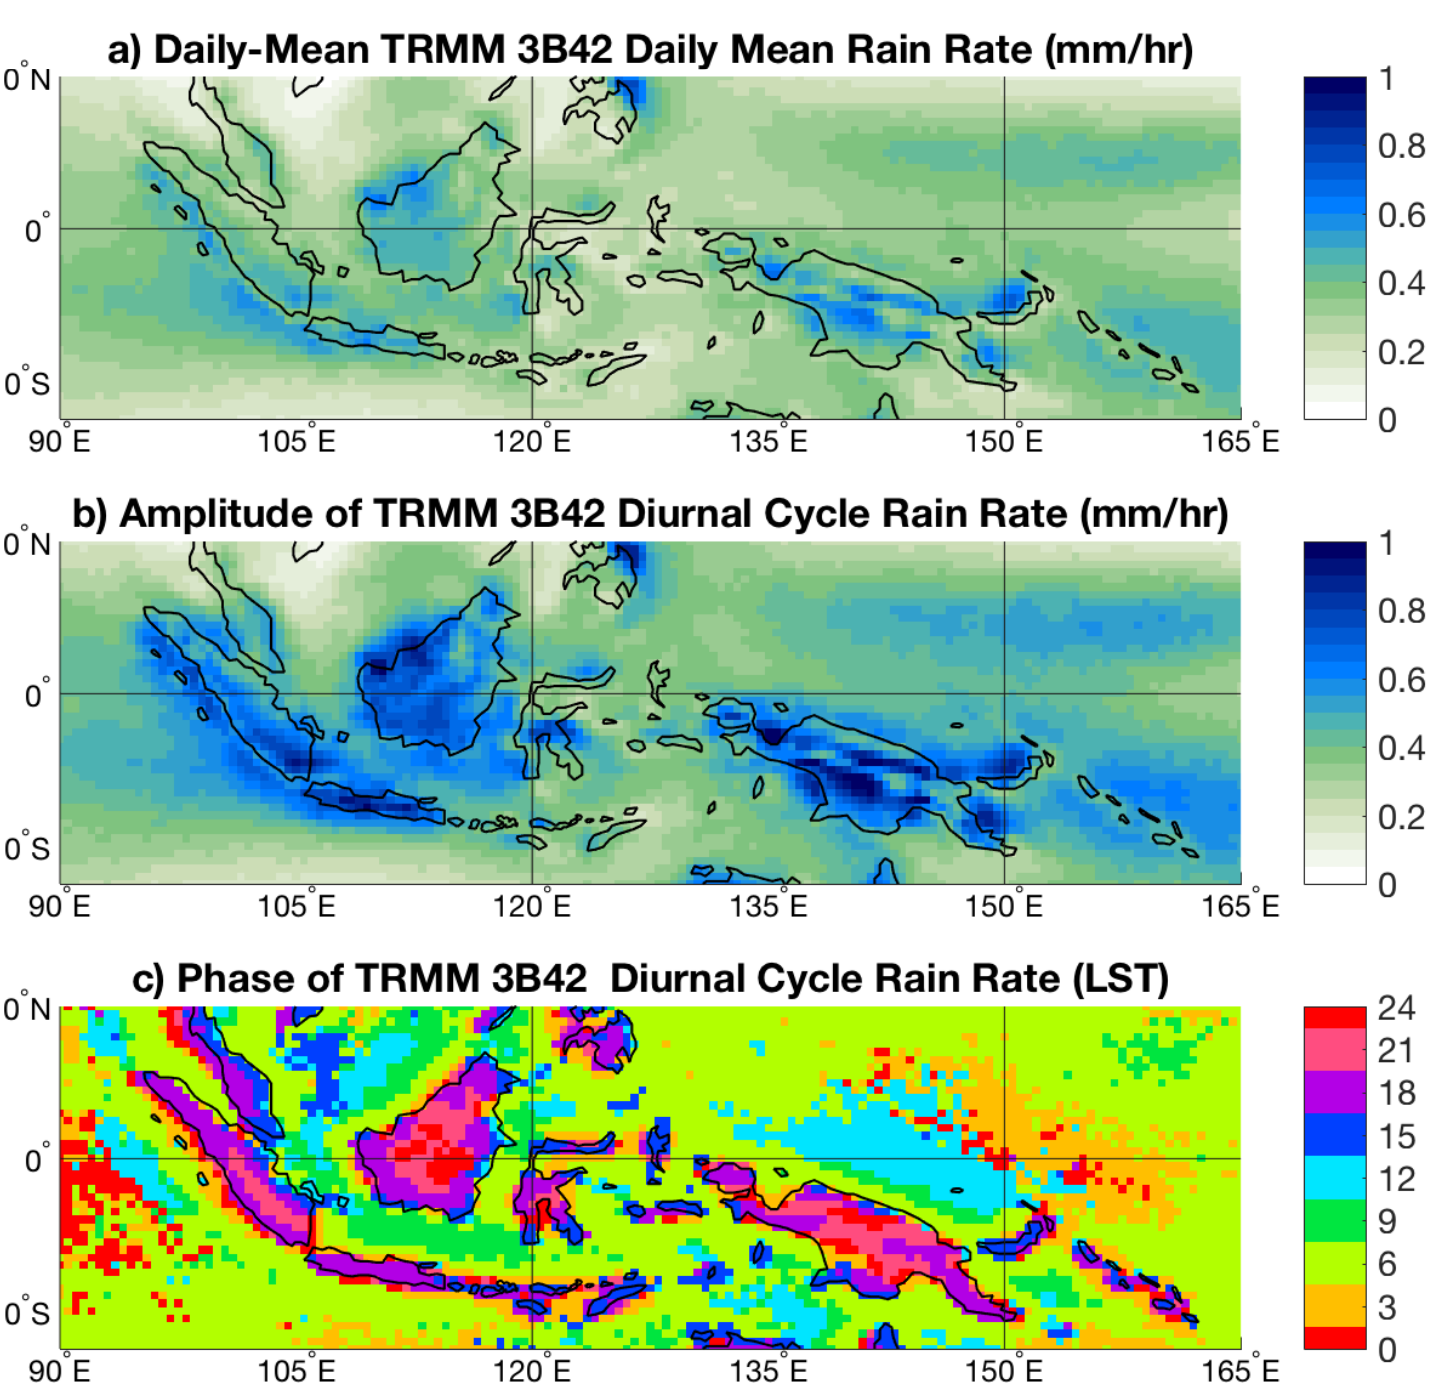 a) Daily-Mean TRMM 3B42 Daily Mean Rain Rate (mm/hr)
0°N
0°
0°S
90°E 105°E 120°E 135°E 150°E 165°E
1
0.8
0.6
0.4
0.2
0
b) Amplitude of TRMM 3B42 Diurnal Cycle Rain Rate (mm/hr)
0°N
0°
0°S
90°E 105°E 120°E 135°E 150°E 165°E
1
0.8
0.6
0.4
0.2
0
c) Phase of TRMM 3B42 Diurnal Cycle Rain Rate (LST)
0°N
0°
0°S
90°E 105°E 120°E 135°E 150°E 165°E
24
21
18
15
12
9
6
3
0